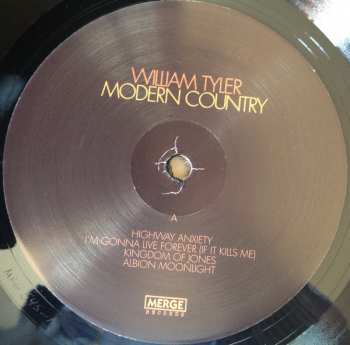 WILLIAM TYLER
MODERN COUNTRY
A
HIGHWAY ANXIETY
I'M GONNA LIVE FOREVER (IF IT KILLS ME)
KINGDOM OF JONES
ALBION MOONLIGHT
MERGE
RECORDS